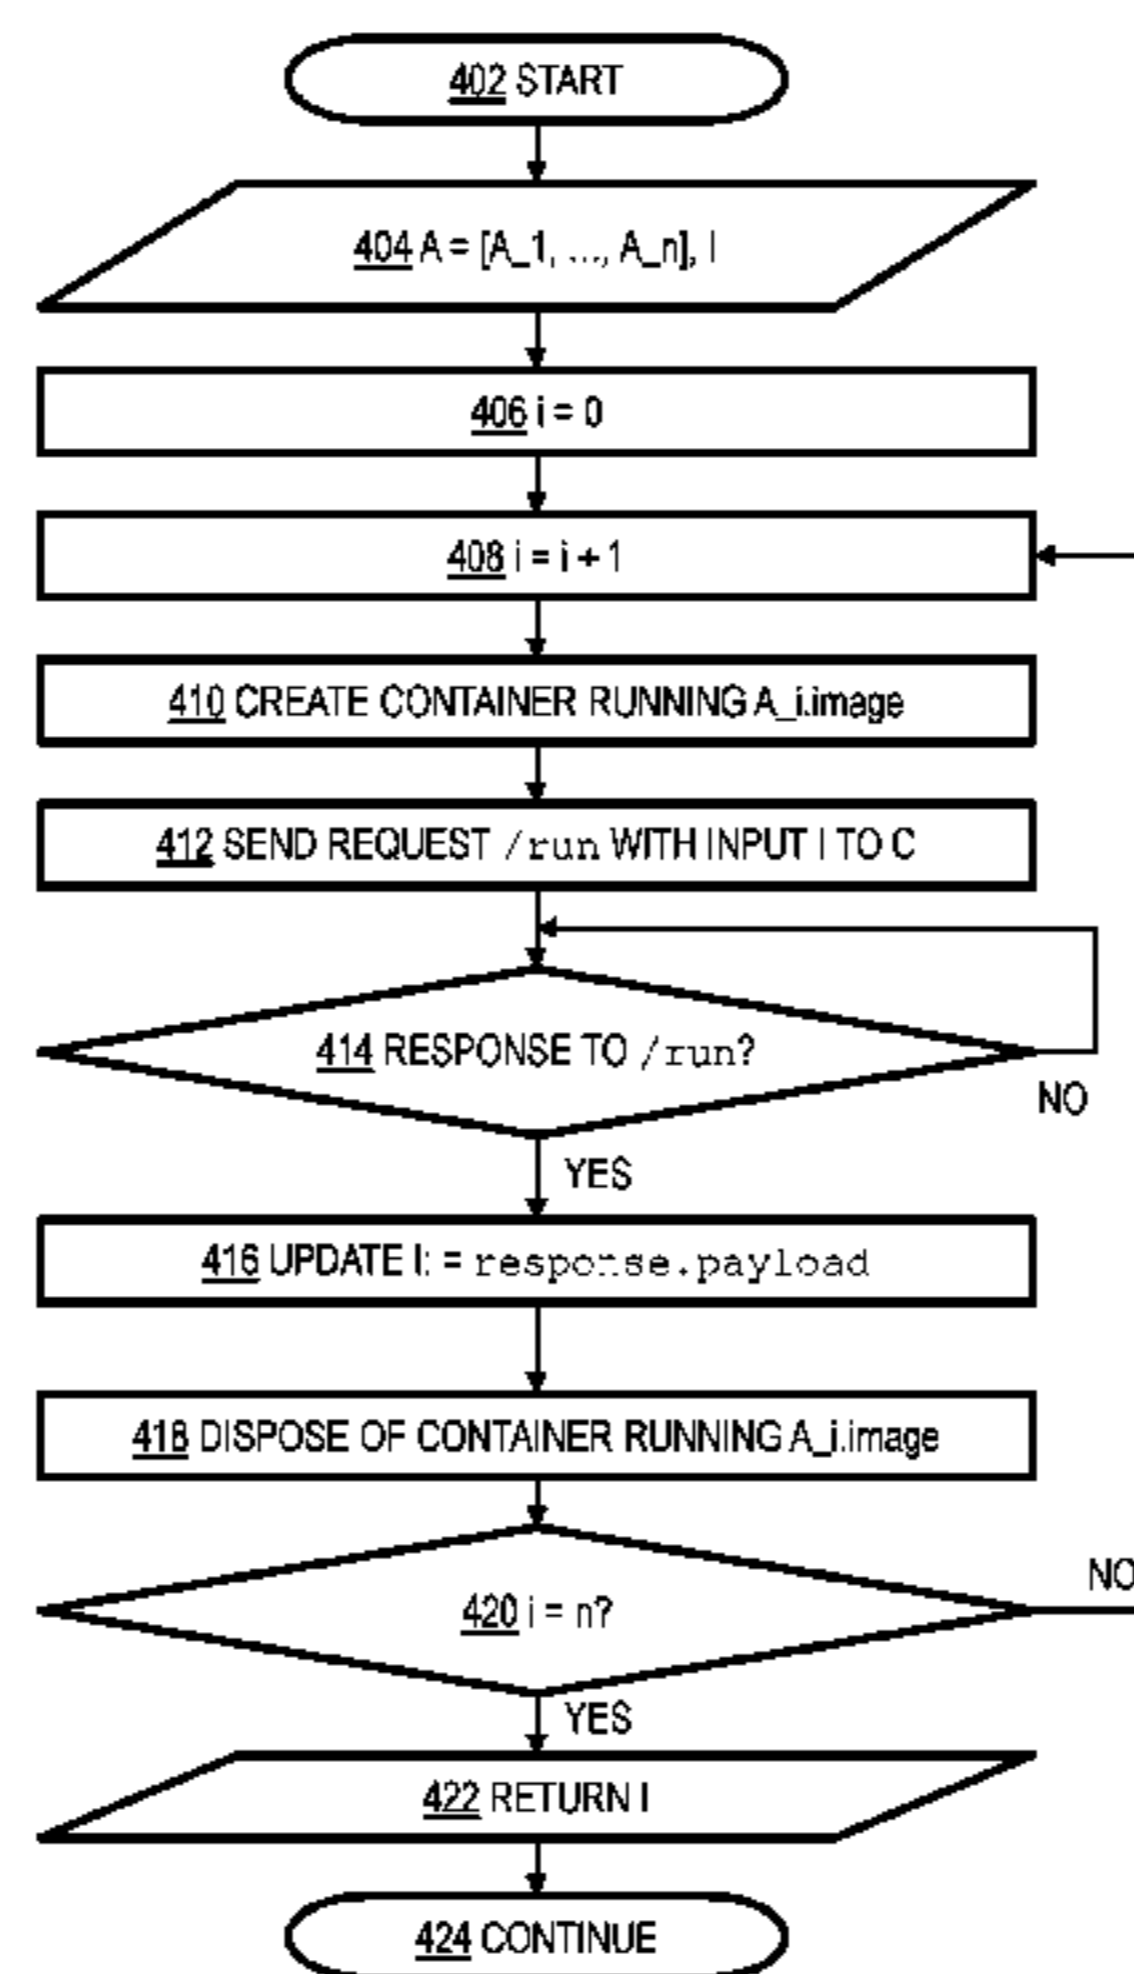 402 START
404 A = [A_1, ..., A_n], I
406 i = 0
408 i = i + 1
410 CREATE CONTAINER RUNNING A_i.image
412 SEND REQUEST /run WITH INPUT I TO C
414 RESPONSE TO /run?
NO
YES
416 UPDATE I: = response.payload
418 DISPOSE OF CONTAINER RUNNING A_i.image
NO
420 i = n?
YES
422 RETURN I
424 CONTINUE